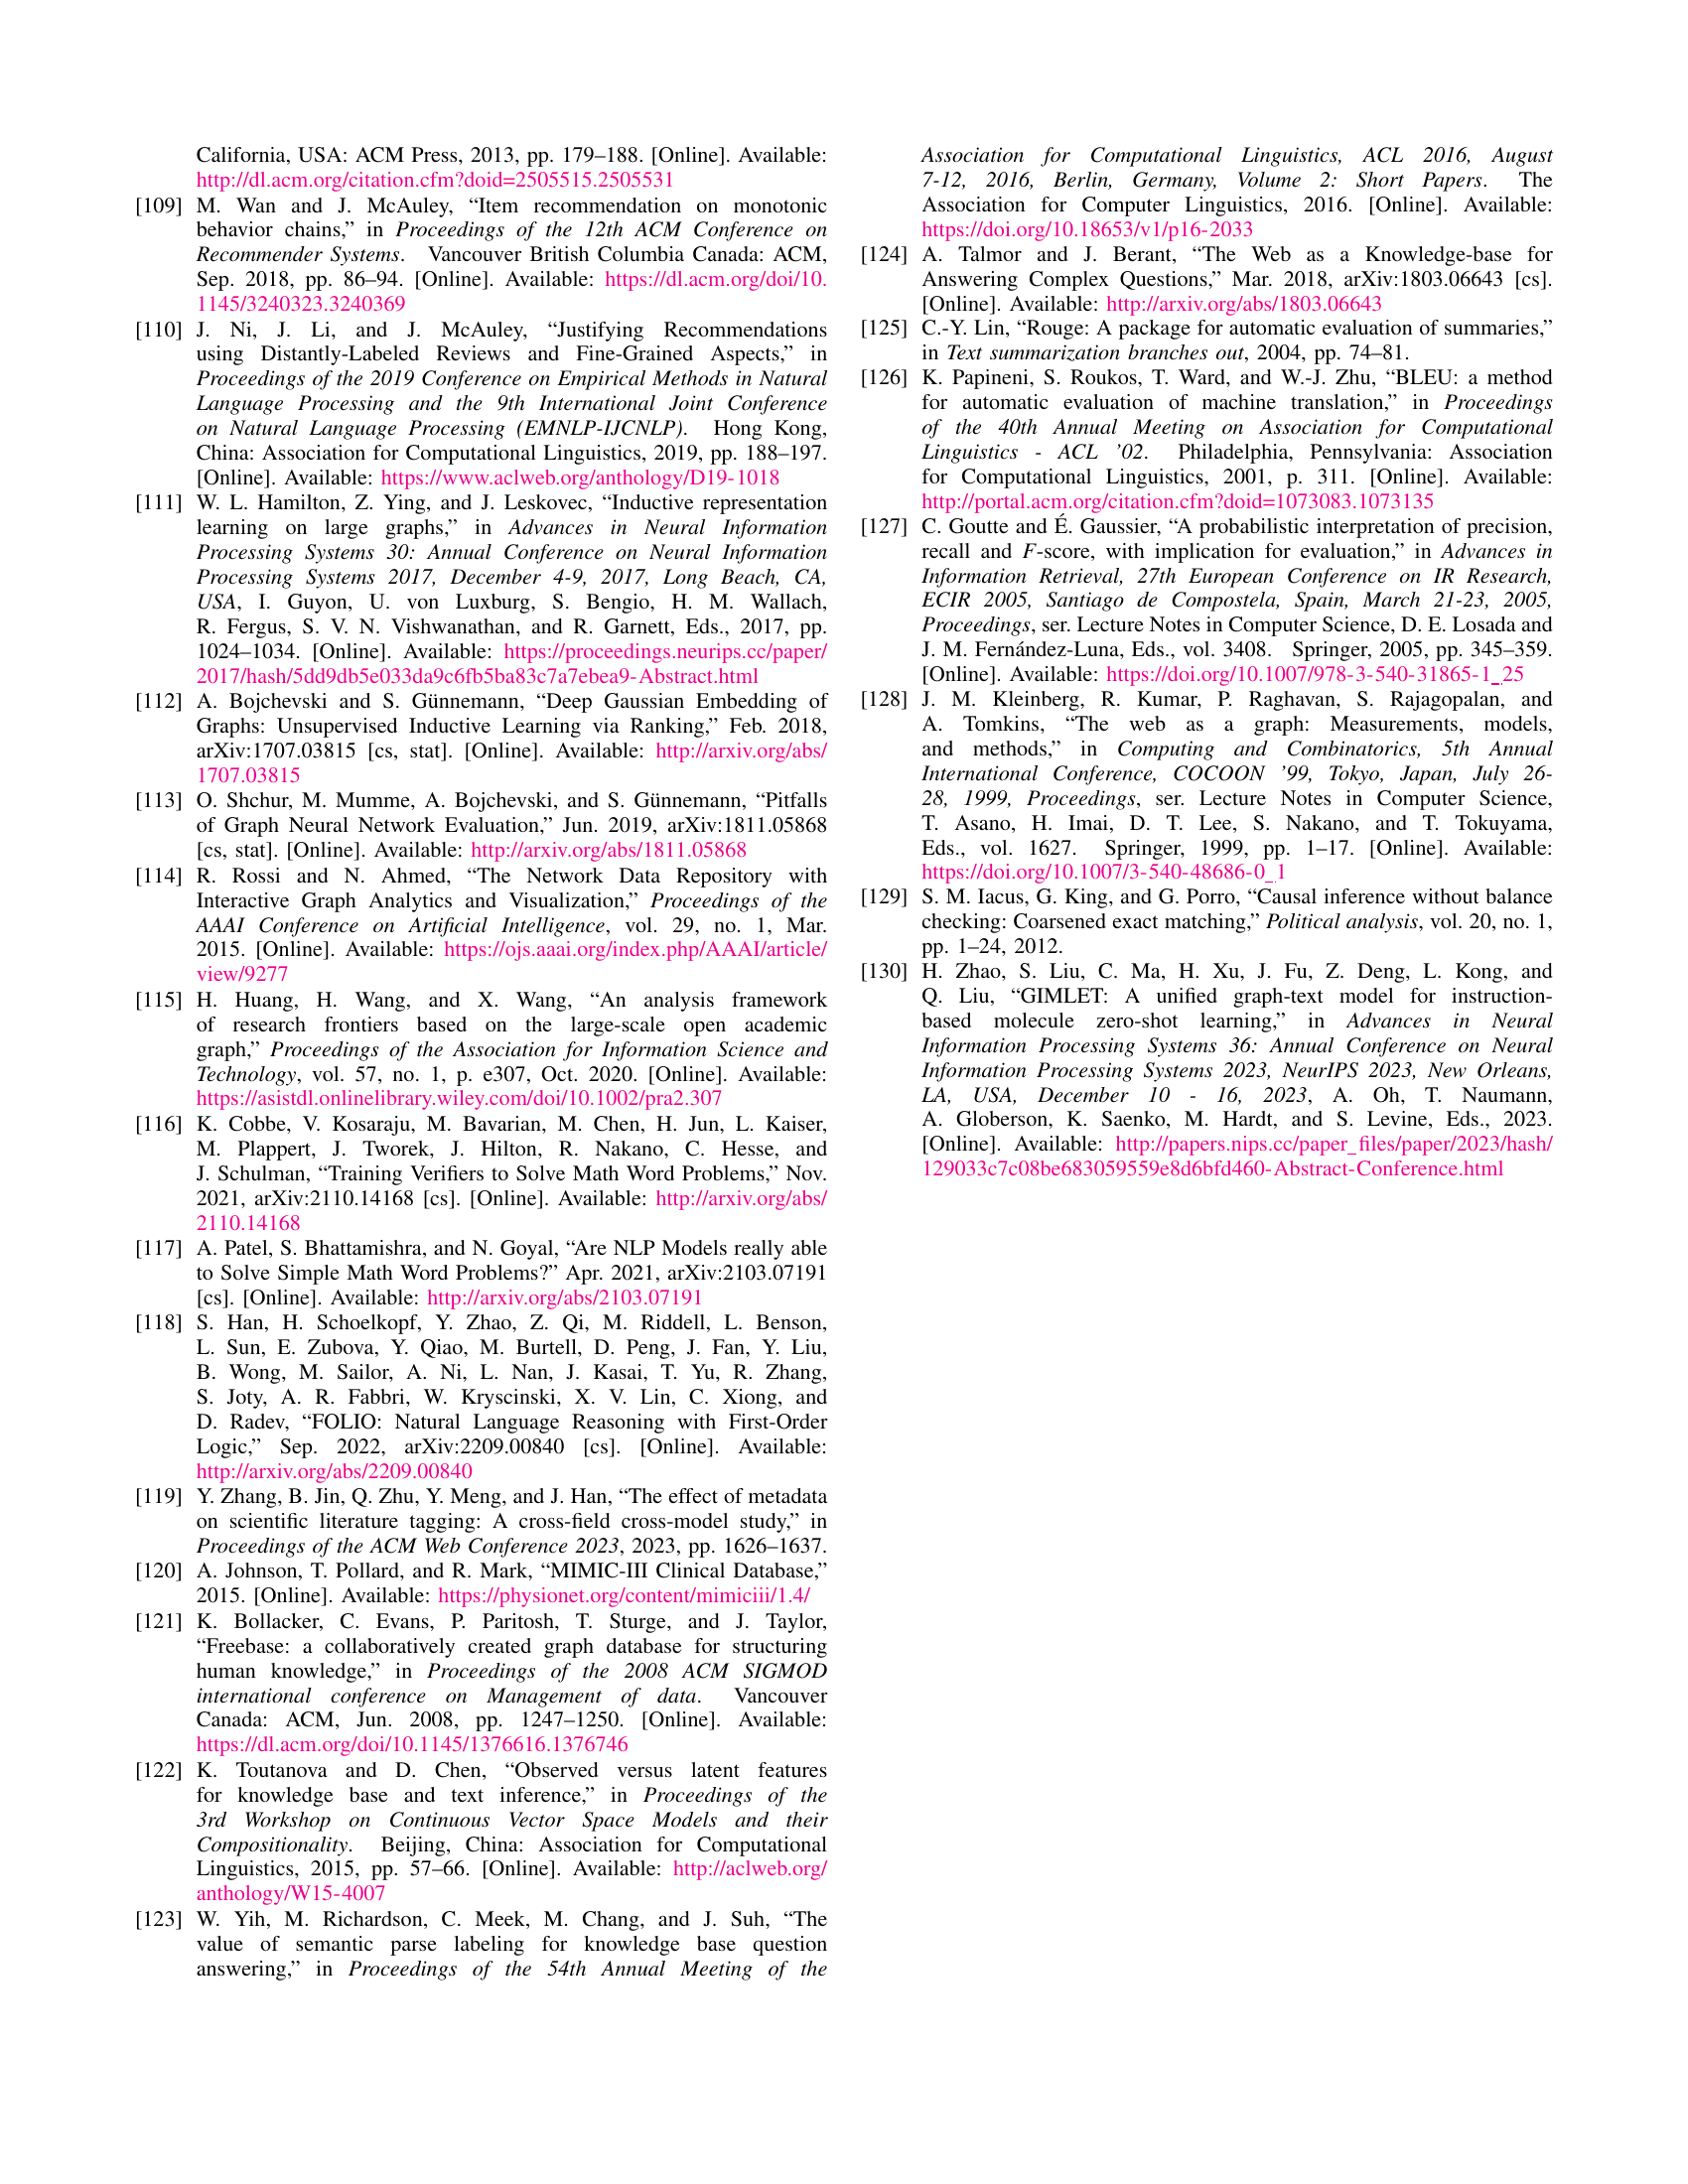 California, USA: ACM Press, 2013, pp. 179–188. [Online]. Available:
http://dl.acm.org/citation.cfm?doid=2505515.2505531
[109] M. Wan and J. McAuley, “Item recommendation on monotonic
behavior chains,” in Proceedings of the 12th ACM Conference on
Recommender Systems. Vancouver British Columbia Canada: ACM,
Sep. 2018, pp. 86–94. [Online]. Available: https://dl.acm.org/doi/10.
1145/3240323.3240369
[110] J. Ni, J. Li, and J. McAuley, “Justifying Recommendations
using Distantly-Labeled Reviews and Fine-Grained Aspects,” in
Proceedings of the 2019 Conference on Empirical Methods in Natural
Language Processing and the 9th International Joint Conference
on Natural Language Processing (EMNLP-IJCNLP). Hong Kong,
China: Association for Computational Linguistics, 2019, pp. 188–197.
[Online]. Available: https://www.aclweb.org/anthology/D19-1018
[111] W. L. Hamilton, Z. Ying, and J. Leskovec, “Inductive representation
learning on large graphs,” in Advances in Neural Information
Processing Systems 30: Annual Conference on Neural Information
Processing Systems 2017, December 4-9, 2017, Long Beach, CA,
USA, I. Guyon, U. von Luxburg, S. Bengio, H. M. Wallach,
R. Fergus, S. V. N. Vishwanathan, and R. Garnett, Eds., 2017, pp.
1024–1034. [Online]. Available: https://proceedings.neurips.cc/paper/
2017/hash/5dd9db5e033da9c6fb5ba83c7a7ebea9-Abstract.html
[112] A. Bojchevski and S. Günnemann, “Deep Gaussian Embedding of
Graphs: Unsupervised Inductive Learning via Ranking,” Feb. 2018,
arXiv:1707.03815 [cs, stat]. [Online]. Available: http://arxiv.org/abs/
1707.03815
[113] O. Shchur, M. Mumme, A. Bojchevski, and S. Günnemann, “Pitfalls
of Graph Neural Network Evaluation,” Jun. 2019, arXiv:1811.05868
[cs, stat]. [Online]. Available: http://arxiv.org/abs/1811.05868
[114] R. Rossi and N. Ahmed, “The Network Data Repository with
Interactive Graph Analytics and Visualization,” Proceedings of the
AAAI Conference on Artificial Intelligence, vol. 29, no. 1, Mar.
2015. [Online]. Available: https://ojs.aaai.org/index.php/AAAI/article/
view/9277
[115] H. Huang, H. Wang, and X. Wang, “An analysis framework
of research frontiers based on the large-scale open academic
graph,” Proceedings of the Association for Information Science and
Technology, vol. 57, no. 1, p. e307, Oct. 2020. [Online]. Available:
https://asistdl.onlinelibrary.wiley.com/doi/10.1002/pra2.307
[116] K. Cobbe, V. Kosaraju, M. Bavarian, M. Chen, H. Jun, L. Kaiser,
M. Plappert, J. Tworek, J. Hilton, R. Nakano, C. Hesse, and
J. Schulman, “Training Verifiers to Solve Math Word Problems,” Nov.
2021, arXiv:2110.14168 [cs]. [Online]. Available: http://arxiv.org/abs/
2110.14168
[117] A. Patel, S. Bhattamishra, and N. Goyal, “Are NLP Models really able
to Solve Simple Math Word Problems?” Apr. 2021, arXiv:2103.07191
[cs]. [Online]. Available: http://arxiv.org/abs/2103.07191
[118] S. Han, H. Schoelkopf, Y. Zhao, Z. Qi, M. Riddell, L. Benson,
L. Sun, E. Zubova, Y. Qiao, M. Burtell, D. Peng, J. Fan, Y. Liu,
B. Wong, M. Sailor, A. Ni, L. Nan, J. Kasai, T. Yu, R. Zhang,
S. Joty, A. R. Fabbri, W. Kryscinski, X. V. Lin, C. Xiong, and
D. Radev, “FOLIO: Natural Language Reasoning with First-Order
Logic,” Sep. 2022, arXiv:2209.00840 [cs]. [Online]. Available:
http://arxiv.org/abs/2209.00840
[119] Y. Zhang, B. Jin, Q. Zhu, Y. Meng, and J. Han, “The effect of metadata
on scientific literature tagging: A cross-field cross-model study,” in
Proceedings of the ACM Web Conference 2023, 2023, pp. 1626–1637.
[120] A. Johnson, T. Pollard, and R. Mark, “MIMIC-III Clinical Database,”
2015. [Online]. Available: https://physionet.org/content/mimiciii/1.4/
[121] K. Bollacker, C. Evans, P. Paritosh, T. Sturge, and J. Taylor,
“Freebase: a collaboratively created graph database for structuring
human knowledge,” in Proceedings of the 2008 ACM SIGMOD
international conference on Management of data. Vancouver
Canada: ACM, Jun. 2008, pp. 1247–1250. [Online]. Available:
https://dl.acm.org/doi/10.1145/1376616.1376746
[122] K. Toutanova and D. Chen, “Observed versus latent features
for knowledge base and text inference,” in Proceedings of the
3rd Workshop on Continuous Vector Space Models and their
Compositionality. Beijing, China: Association for Computational
Linguistics, 2015, pp. 57–66. [Online]. Available: http://aclweb.org/
anthology/W15-4007
[123] W. Yih, M. Richardson, C. Meek, M. Chang, and J. Suh, “The
value of semantic parse labeling for knowledge base question
answering,” in Proceedings of the 54th Annual Meeting of the
Association for Computational Linguistics, ACL 2016, August
7-12, 2016, Berlin, Germany, Volume 2: Short Papers. The
Association for Computer Linguistics, 2016. [Online]. Available:
https://doi.org/10.18653/v1/p16-2033
[124] A. Talmor and J. Berant, “The Web as a Knowledge-base for
Answering Complex Questions,” Mar. 2018, arXiv:1803.06643 [cs].
[Online]. Available: http://arxiv.org/abs/1803.06643
[125] C.-Y. Lin, “Rouge: A package for automatic evaluation of summaries,”
in Text summarization branches out, 2004, pp. 74–81.
[126] K. Papineni, S. Roukos, T. Ward, and W.-J. Zhu, “BLEU: a method
for automatic evaluation of machine translation,” in Proceedings
of the 40th Annual Meeting on Association for Computational
Linguistics - ACL ’02. Philadelphia, Pennsylvania: Association
for Computational Linguistics, 2001, p. 311. [Online]. Available:
http://portal.acm.org/citation.cfm?doid=1073083.1073135
[127] C. Goutte and É. Gaussier, “A probabilistic interpretation of precision,
recall and F-score, with implication for evaluation,” in Advances in
Information Retrieval, 27th European Conference on IR Research,
ECIR 2005, Santiago de Compostela, Spain, March 21-23, 2005,
Proceedings, ser. Lecture Notes in Computer Science, D. E. Losada and
J. M. Fernández-Luna, Eds., vol. 3408. Springer, 2005, pp. 345–359.
[Online]. Available: https://doi.org/10.1007/978-3-540-31865-1_25
[128] J. M. Kleinberg, R. Kumar, P. Raghavan, S. Rajagopalan, and
A. Tomkins, “The web as a graph: Measurements, models,
and methods,” in Computing and Combinatorics, 5th Annual
International Conference, COCOON ’99, Tokyo, Japan, July 26-
28, 1999, Proceedings, ser. Lecture Notes in Computer Science,
T. Asano, H. Imai, D. T. Lee, S. Nakano, and T. Tokuyama,
Eds., vol. 1627. Springer, 1999, pp. 1–17. [Online]. Available:
https://doi.org/10.1007/3-540-48686-0_1
[129] S. M. Iacus, G. King, and G. Porro, “Causal inference without balance
checking: Coarsened exact matching,” Political analysis, vol. 20, no. 1,
pp. 1–24, 2012.
[130] H. Zhao, S. Liu, C. Ma, H. Xu, J. Fu, Z. Deng, L. Kong, and
Q. Liu, “GIMLET: A unified graph-text model for instruction-
based molecule zero-shot learning,” in Advances in Neural
Information Processing Systems 36: Annual Conference on Neural
Information Processing Systems 2023, NeurIPS 2023, New Orleans,
LA, USA, December 10 - 16, 2023, A. Oh, T. Naumann,
A. Globerson, K. Saenko, M. Hardt, and S. Levine, Eds., 2023.
[Online]. Available: http://papers.nips.cc/paper_files/paper/2023/hash/
129033c7c08be683059559e8d6bfd460-Abstract-Conference.html